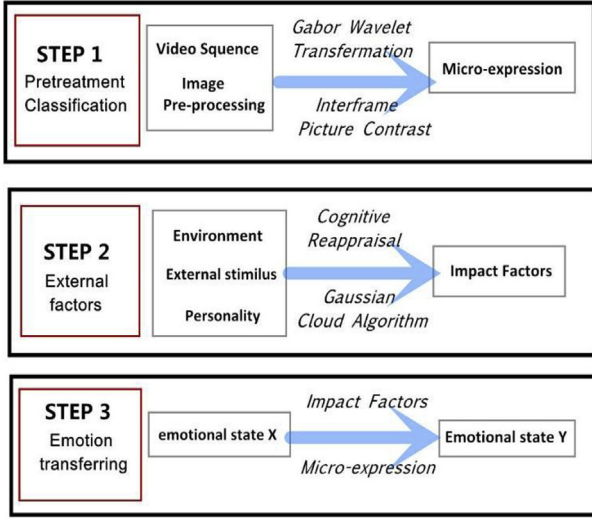 STEP 1
Pretreatment
Classification
Video Squence
Image
Pre-processing
Gabor Wavelet
Transfermation
Interframe
Picture Contrast
Micro-expression
STEP 2
External
factors
Environment
External stimilus
Personality
Cognitive
Reappraisal
Gaussian
Cloud Algorithm
Impact Factors
STEP 3
Emotion
transferring
emotional state X
Impact Factors
Micro-expression
Emotional state Y